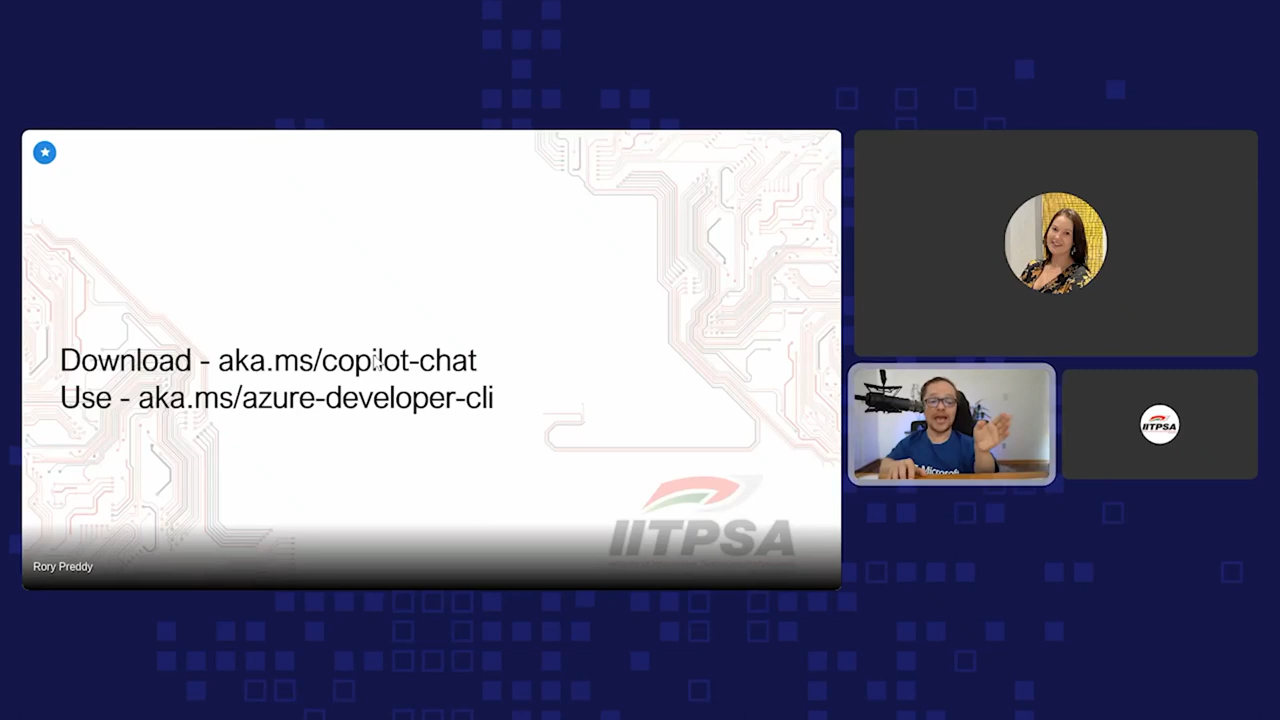 Download - aka.ms/copilot-chat
Use - aka.ms/azure-developer-cli
IITPSA
Rory Preddy
Microsoft
IITPSA